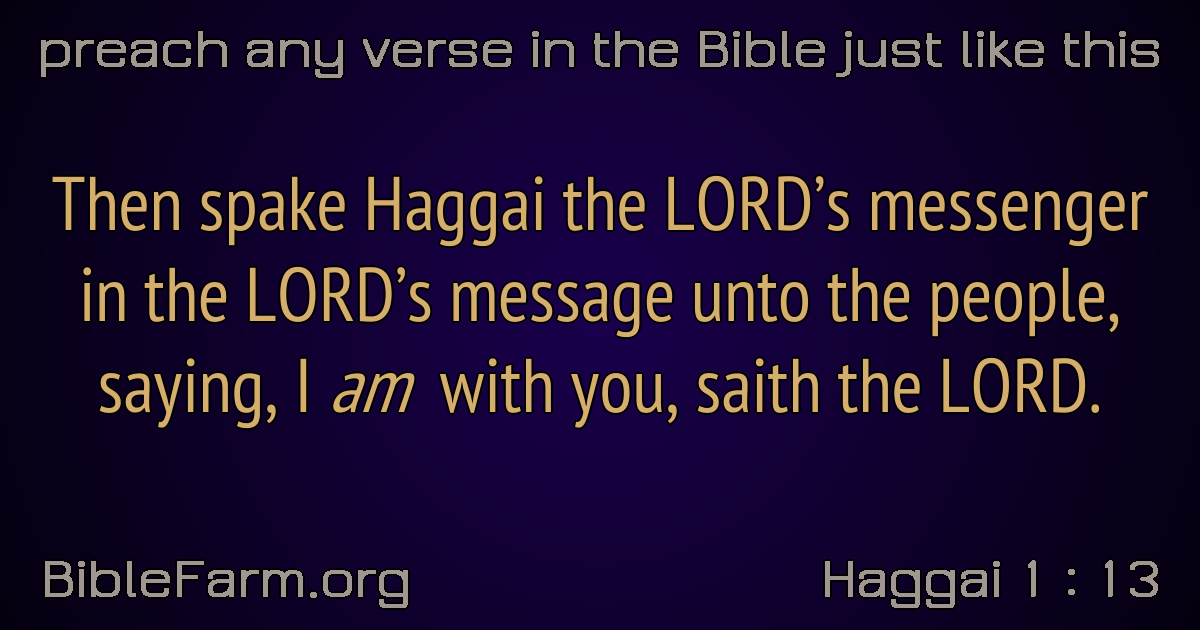 preach any verse in the Bible just like this
Then spake Haggai the LORD’s messenger
in the LORD’s message unto the people,
saying, I am with you, saith the LORD.
BibleFarm.org
Haggai 1 : 13